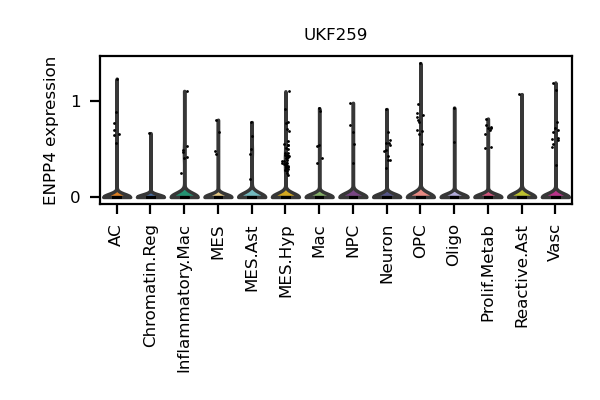 UKF259
ENPP4 expression
1
0
AC
Chromatin.Reg
Inflammatory.Mac
MES
MES.Ast
MES.Hyp
Mac
NPC
Neuron
OPC
Oligo
Prolif.Metab
Reactive.Ast
Vasc